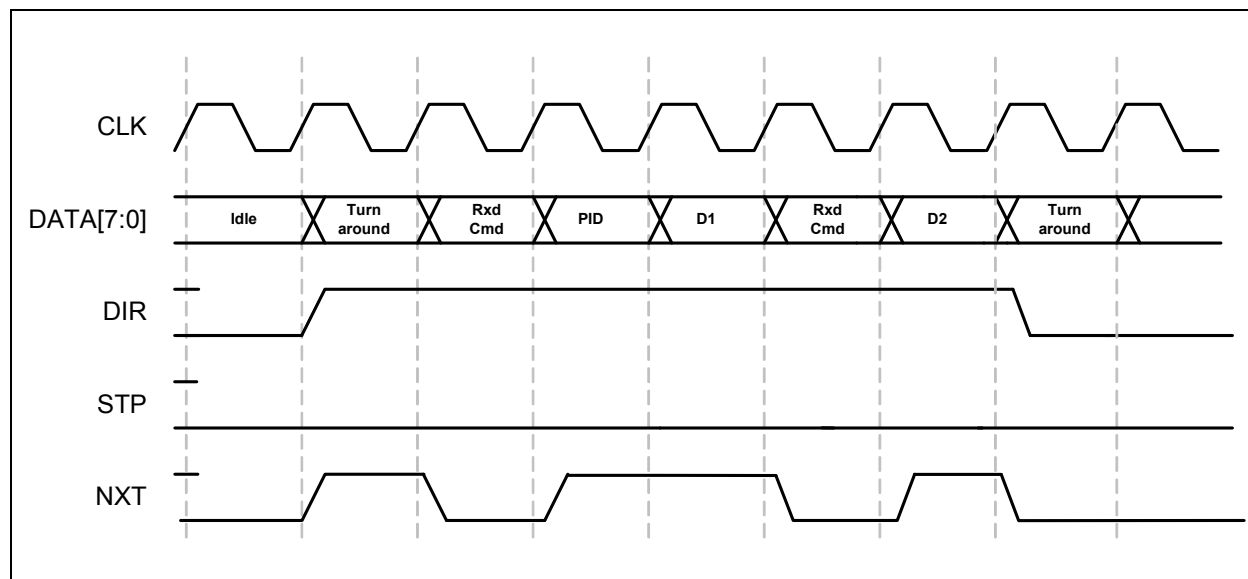 CLK
DATA[7:0]
Idle
Turn
around
Rxd
Cmd
PID
D1
Rxd
Cmd
D2
Turn
around
DIR
STP
NXT